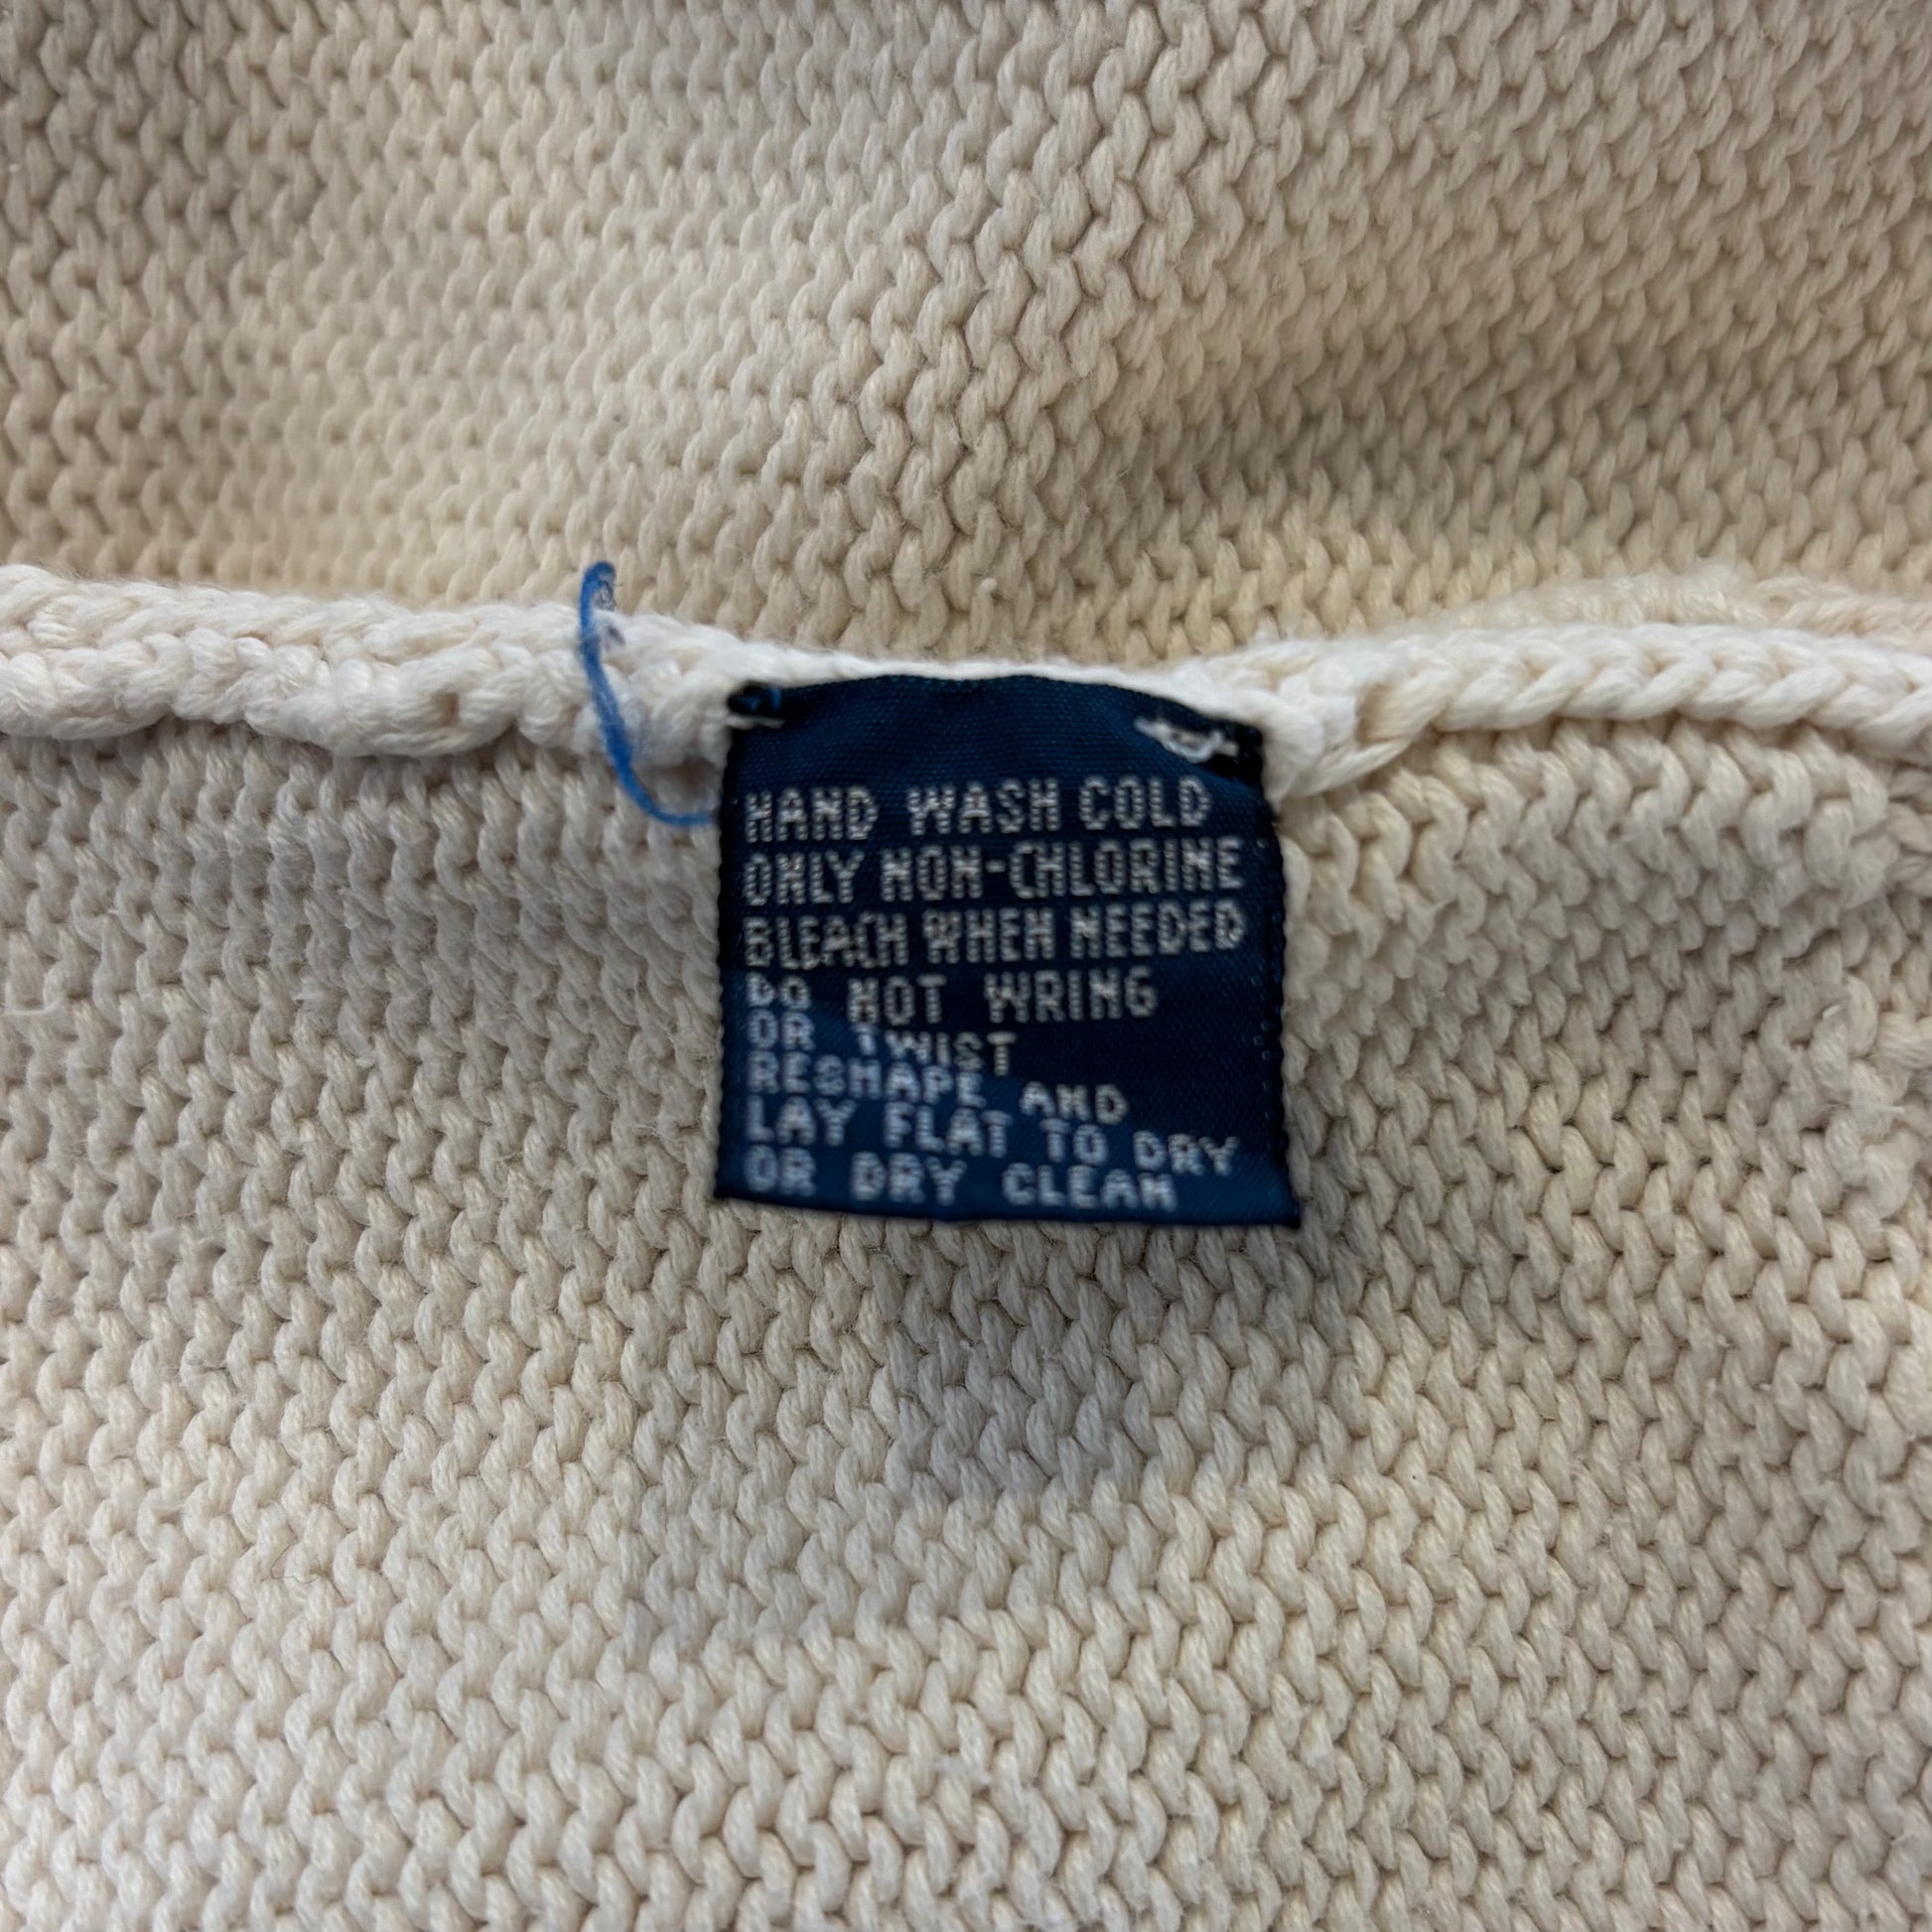 HAND WASH COLD
ONLY NON-CHLORINE
BLEACH WHEN NEEDED
DO NOT WRING
OR TWIST
RESHAPE AND
LAY FLAT TO DRY
OR DRY CLEAN